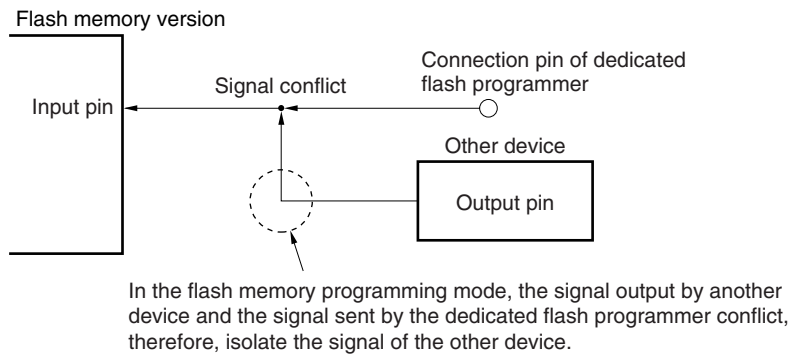 Flash memory version
Connection pin of dedicated
flash programmer
Signal conflict
Input pin
Other device
Output pin
In the flash memory programming mode, the signal output by another
device and the signal sent by the dedicated flash programmer conflict,
therefore, isolate the signal of the other device.